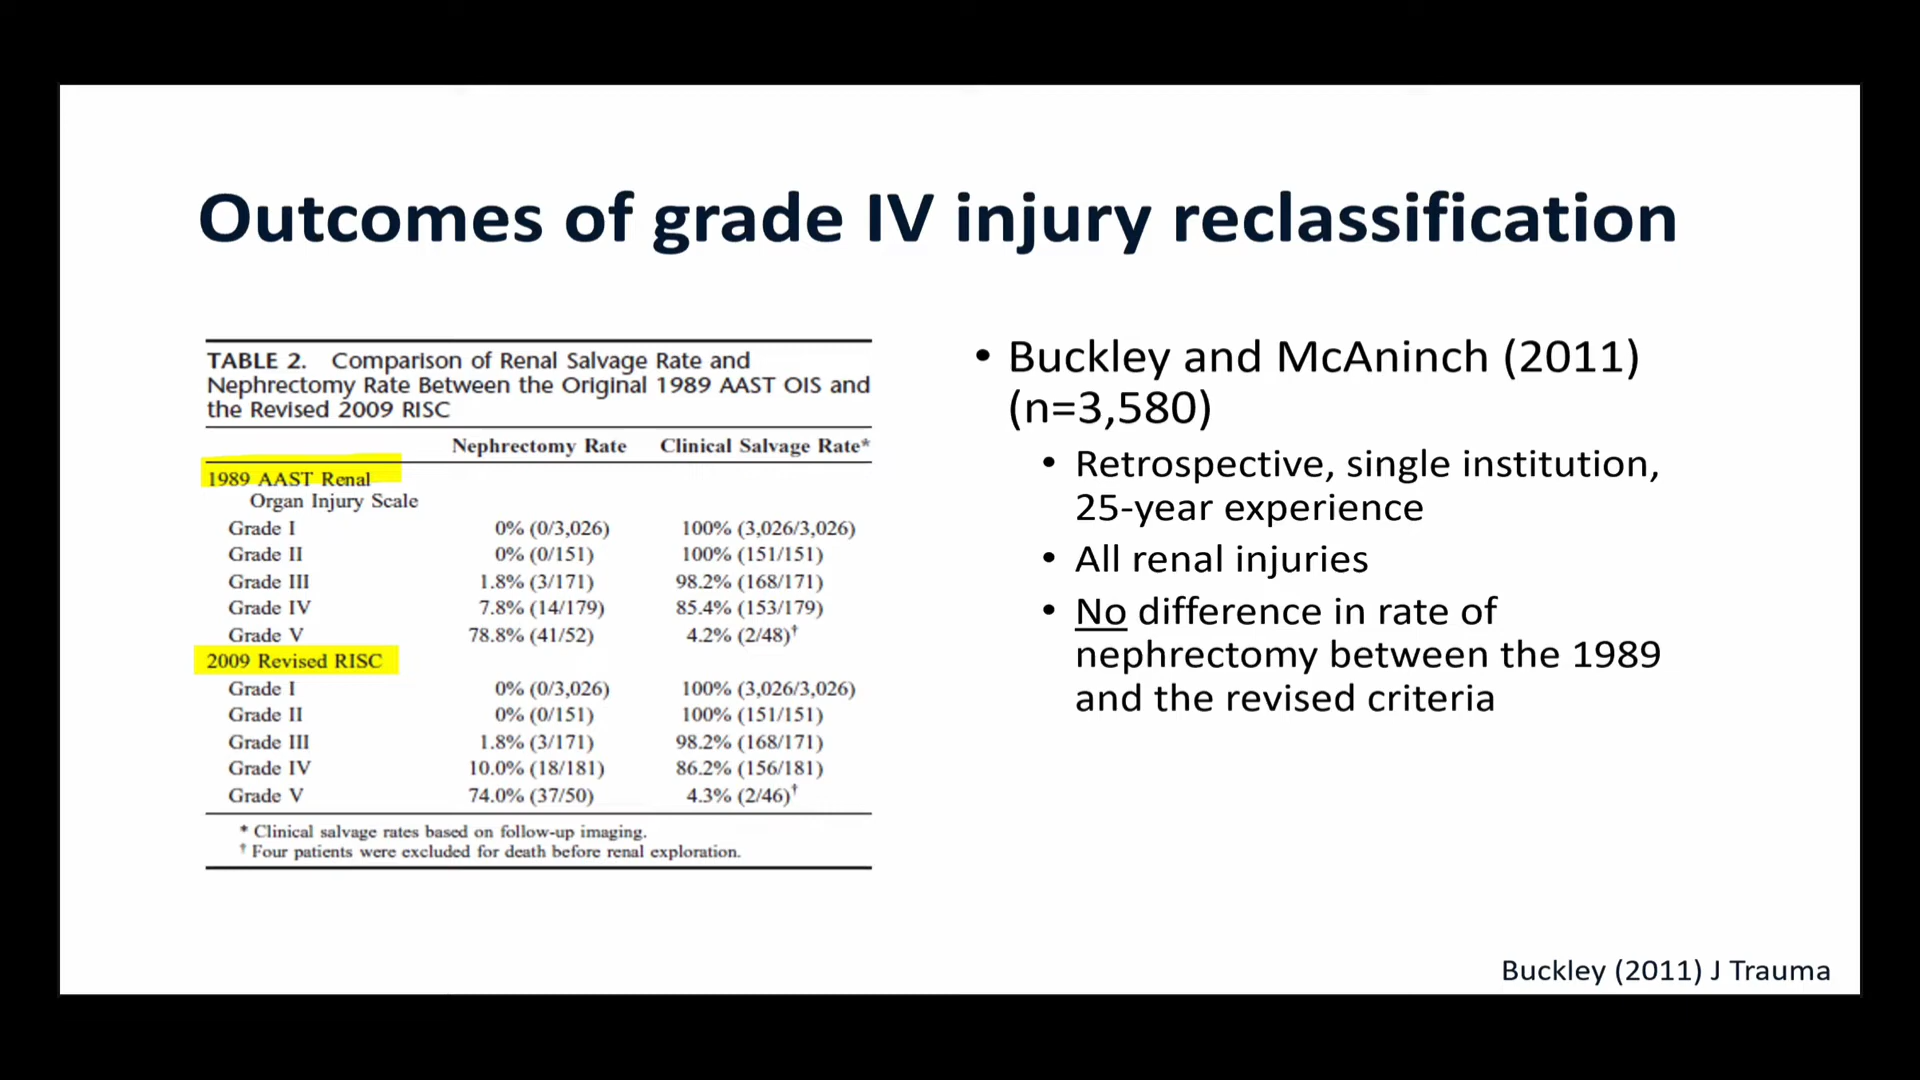 Outcomes of grade IV injury reclassification
TABLE 2. Comparison of Renal Salvage Rate and
Nephrectomy Rate Between the Original 1989 AAST OIS and
the Revised 2009 RISC
Nephrectomy Rate Clinical Salvage Rate*
1989 AAST Renal
Organ Injury Scale
Grade I 0% (0/3,026) 100% (3,026/3,026)
Grade II 0% (0/151) 100% (151/151)
Grade III 1.8% (3/171) 98.2% (168/171)
Grade IV 7.8% (14/179) 85.4% (153/179)
Grade V 78.8% (41/52) 4.2% (2/48)†
2009 Revised RISC
Grade I 0% (0/3,026) 100% (3,026/3,026)
Grade II 0% (0/151) 100% (151/151)
Grade III 1.8% (3/171) 98.2% (168/171)
Grade IV 10.0% (18/181) 86.2% (156/181)
Grade V 74.0% (37/50) 4.3% (2/46)†
* Clinical salvage rates based on follow-up imaging.
† Four patients were excluded for death before renal exploration.
• Buckley and McAninch (2011)
(n=3,580)
• Retrospective, single institution,
25-year experience
• All renal injuries
• No difference in rate of
nephrectomy between the 1989
and the revised criteria
Buckley (2011) J Trauma